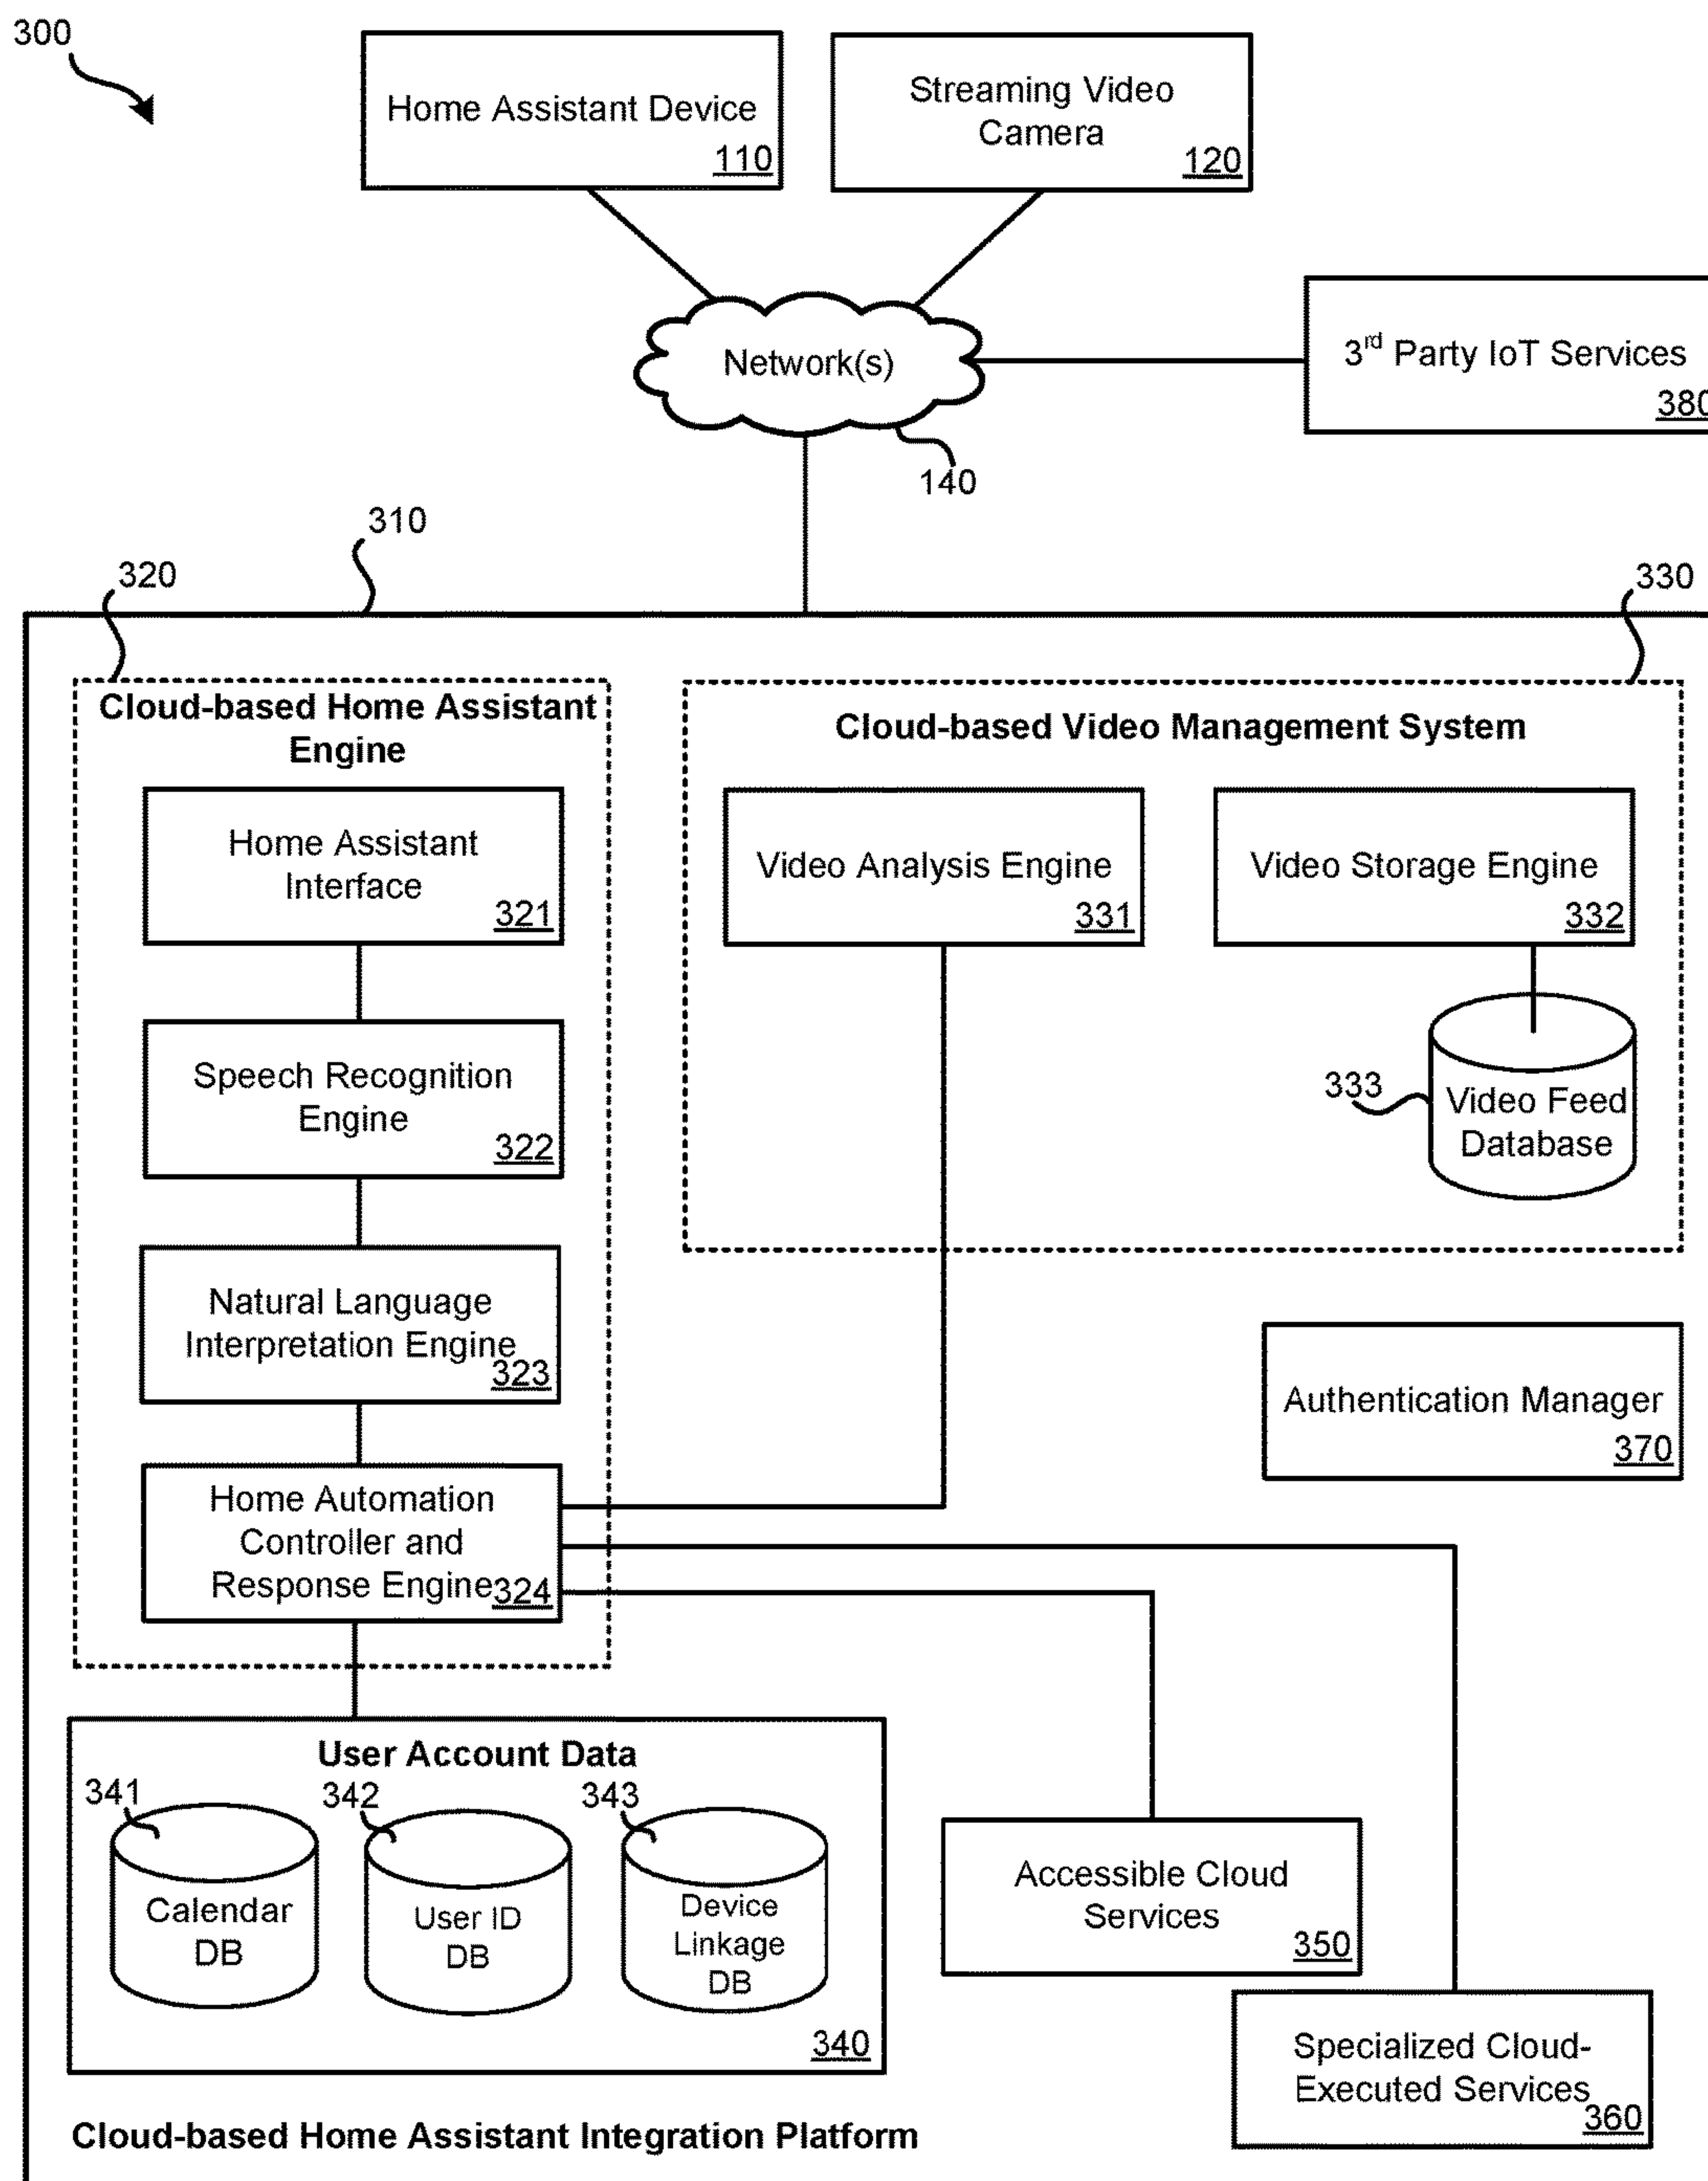 300
Home Assistant Device
110
Streaming Video
Camera
120
Network(s)
140
3rd Party IoT Services
380
310
320
330
Cloud-based Home Assistant
Engine
Home Assistant
Interface
321
Speech Recognition
Engine
322
Natural Language
Interpretation Engine
323
Home Automation
Controller and
Response Engine
324
Cloud-based Video Management System
Video Analysis Engine
331
Video Storage Engine
332
333
Video Feed
Database
Authentication Manager
370
User Account Data
341
Calendar
DB
342
User ID
DB
343
Device
Linkage
DB
340
Accessible Cloud
Services
350
Specialized Cloud-
Executed Services
360
Cloud-based Home Assistant Integration Platform